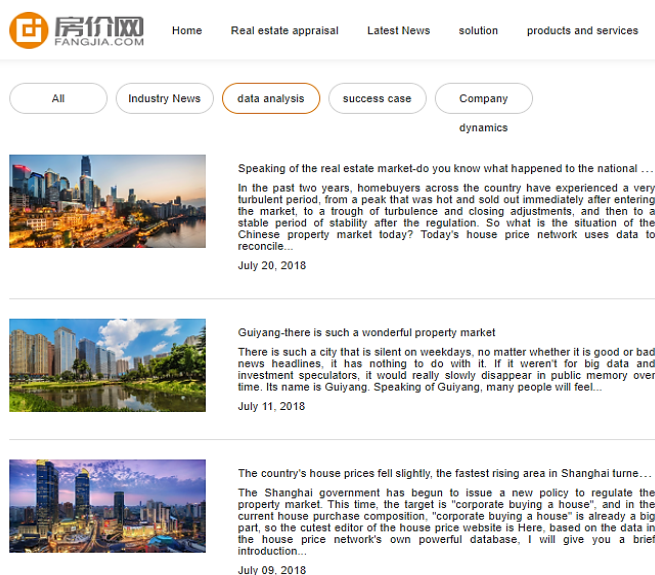 房价网
FANGJIA.COM
Home Real estate appraisal Latest News solution products and services
All Industry News data analysis success case Company
dynamics
Speaking of the real estate market-do you know what happened to the national ...
In the past two years, homebuyers across the country have experienced a very
turbulent period, from a peak that was hot and sold out immediately after entering
the market, to a trough of turbulence and closing adjustments, and then to a
stable period of stability after the regulation. So what is the situation of the
Chinese property market today? Today's house price network uses data to
reconcile...
July 20, 2018
Guiyang-there is such a wonderful property market
There is such a city that is silent on weekdays, no matter whether it is good or bad
news headlines, it has nothing to do with it. If it weren't for big data and
investment speculators, it would really slowly disappear in public memory over
time. Its name is Guiyang. Speaking of Guiyang, many people will feel...
July 11, 2018
The country's house prices fell slightly, the fastest rising area in Shanghai turne...
The Shanghai government has begun to issue a new policy to regulate the
property market. This time, the target is "corporate buying a house", and in the
current house purchase composition, "corporate buying a house" is already a big
part, so the cutest editor of the house price website is Here, based on the data in
the house price network's own powerful database, I will give you a brief
introduction...
July 09, 2018